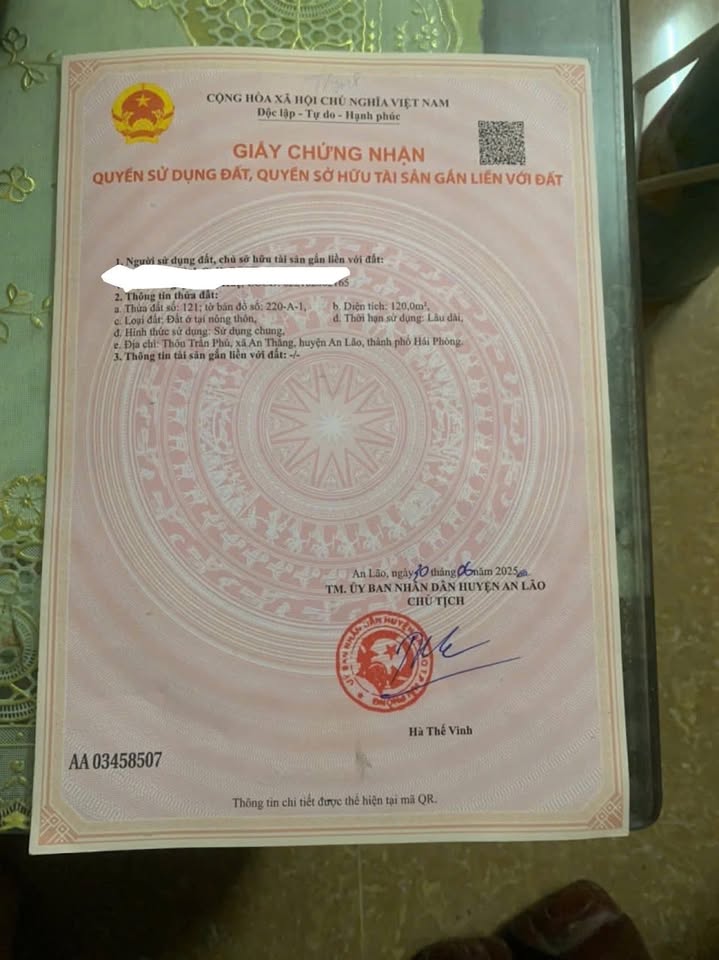 CỘNG HÒA XÃ HỘI CHỦ NGHĨA VIỆT NAM
Độc lập - Tự do - Hạnh phúc
GIẤY CHỨNG NHẬN
QUYỀN SỬ DỤNG ĐẤT, QUYỀN SỞ HỮU TÀI SẢN GẮN LIỀN VỚI ĐẤT
1. Người sử dụng đất, chủ sở hữu tài sản gắn liền với đất:
2. Thông tin thửa đất:
a. Thửa đất số: 121; tờ bản đồ số: 220-A-1, b. Diện tích: 120,0m²,
c. Loại đất: Đất ở tại nông thôn, d. Thời hạn sử dụng: Lâu dài,
đ. Hình thức sử dụng: Sử dụng chung,
e. Địa chỉ: Thôn Trần Phú, xã An Thắng, huyện An Lão, thành phố Hải Phòng.
3. Thông tin tài sản gắn liền với đất: -/-
An Lão, ngày 30 tháng 06 năm 2025
TM. ỦY BAN NHÂN DÂN HUYỆN AN LÃO
CHỦ TỊCH
Hà Thế Vinh
AA 03458507
Thông tin chi tiết được thể hiện tại mã QR.